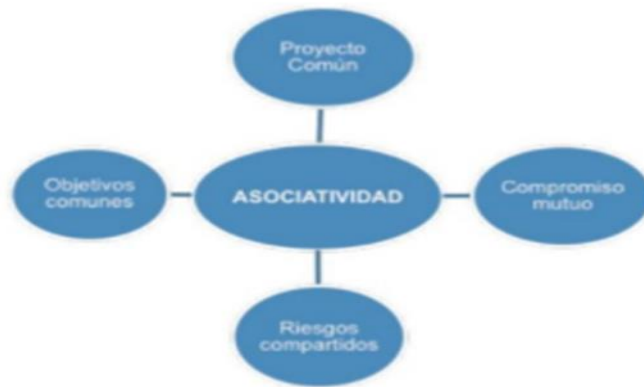 Proyecto
Común
Objetivos
comunes
ASOCIATIVIDAD
Compromiso
mutuo
Riesgos
compartidos